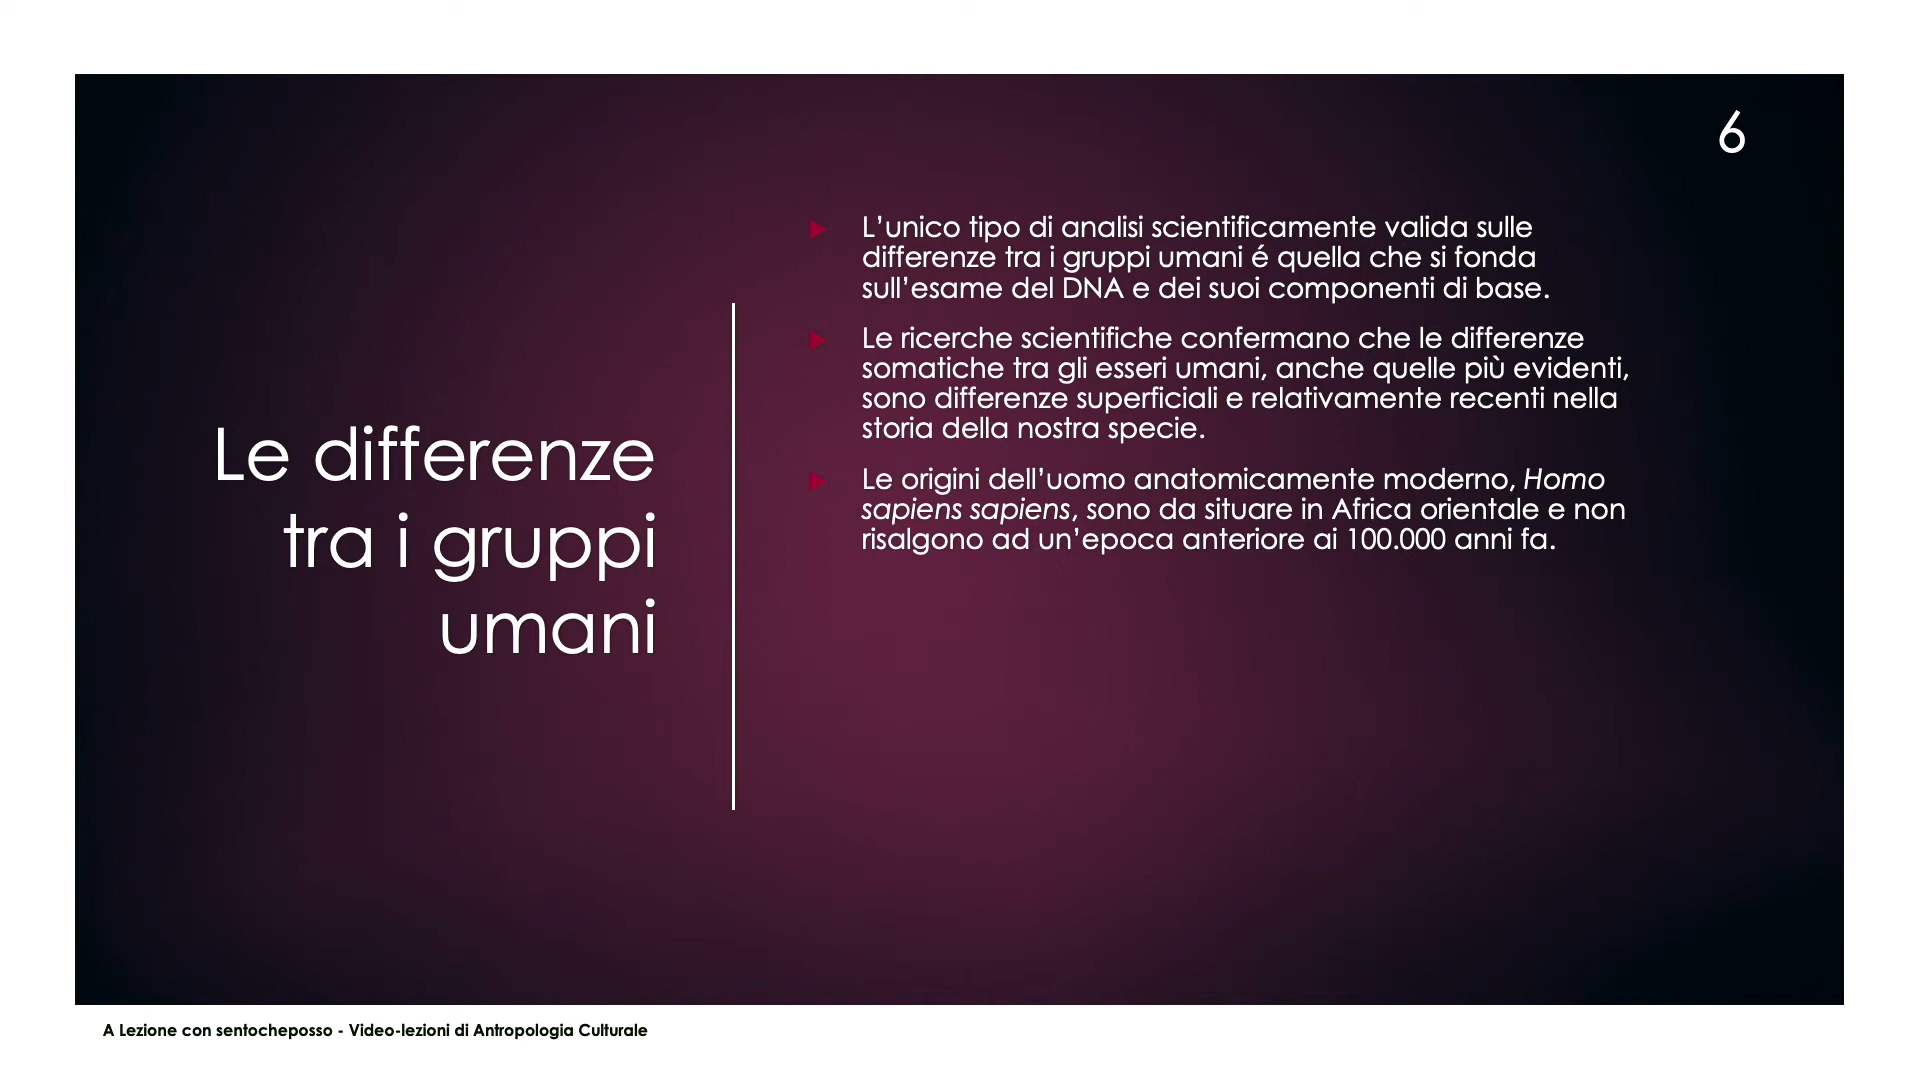 6
Le differenze
tra i gruppi
umani
L’unico tipo di analisi scientificamente valida sulle
differenze tra i gruppi umani é quella che si fonda
sull’esame del DNA e dei suoi componenti di base.
Le ricerche scientifiche confermano che le differenze
somatiche tra gli esseri umani, anche quelle più evidenti,
sono differenze superficiali e relativamente recenti nella
storia della nostra specie.
Le origini dell’uomo anatomicamente moderno, Homo
sapiens sapiens, sono da situare in Africa orientale e non
risalgono ad un’epoca anteriore ai 100.000 anni fa.
A Lezione con sentocheposso - Video-lezioni di Antropologia Culturale